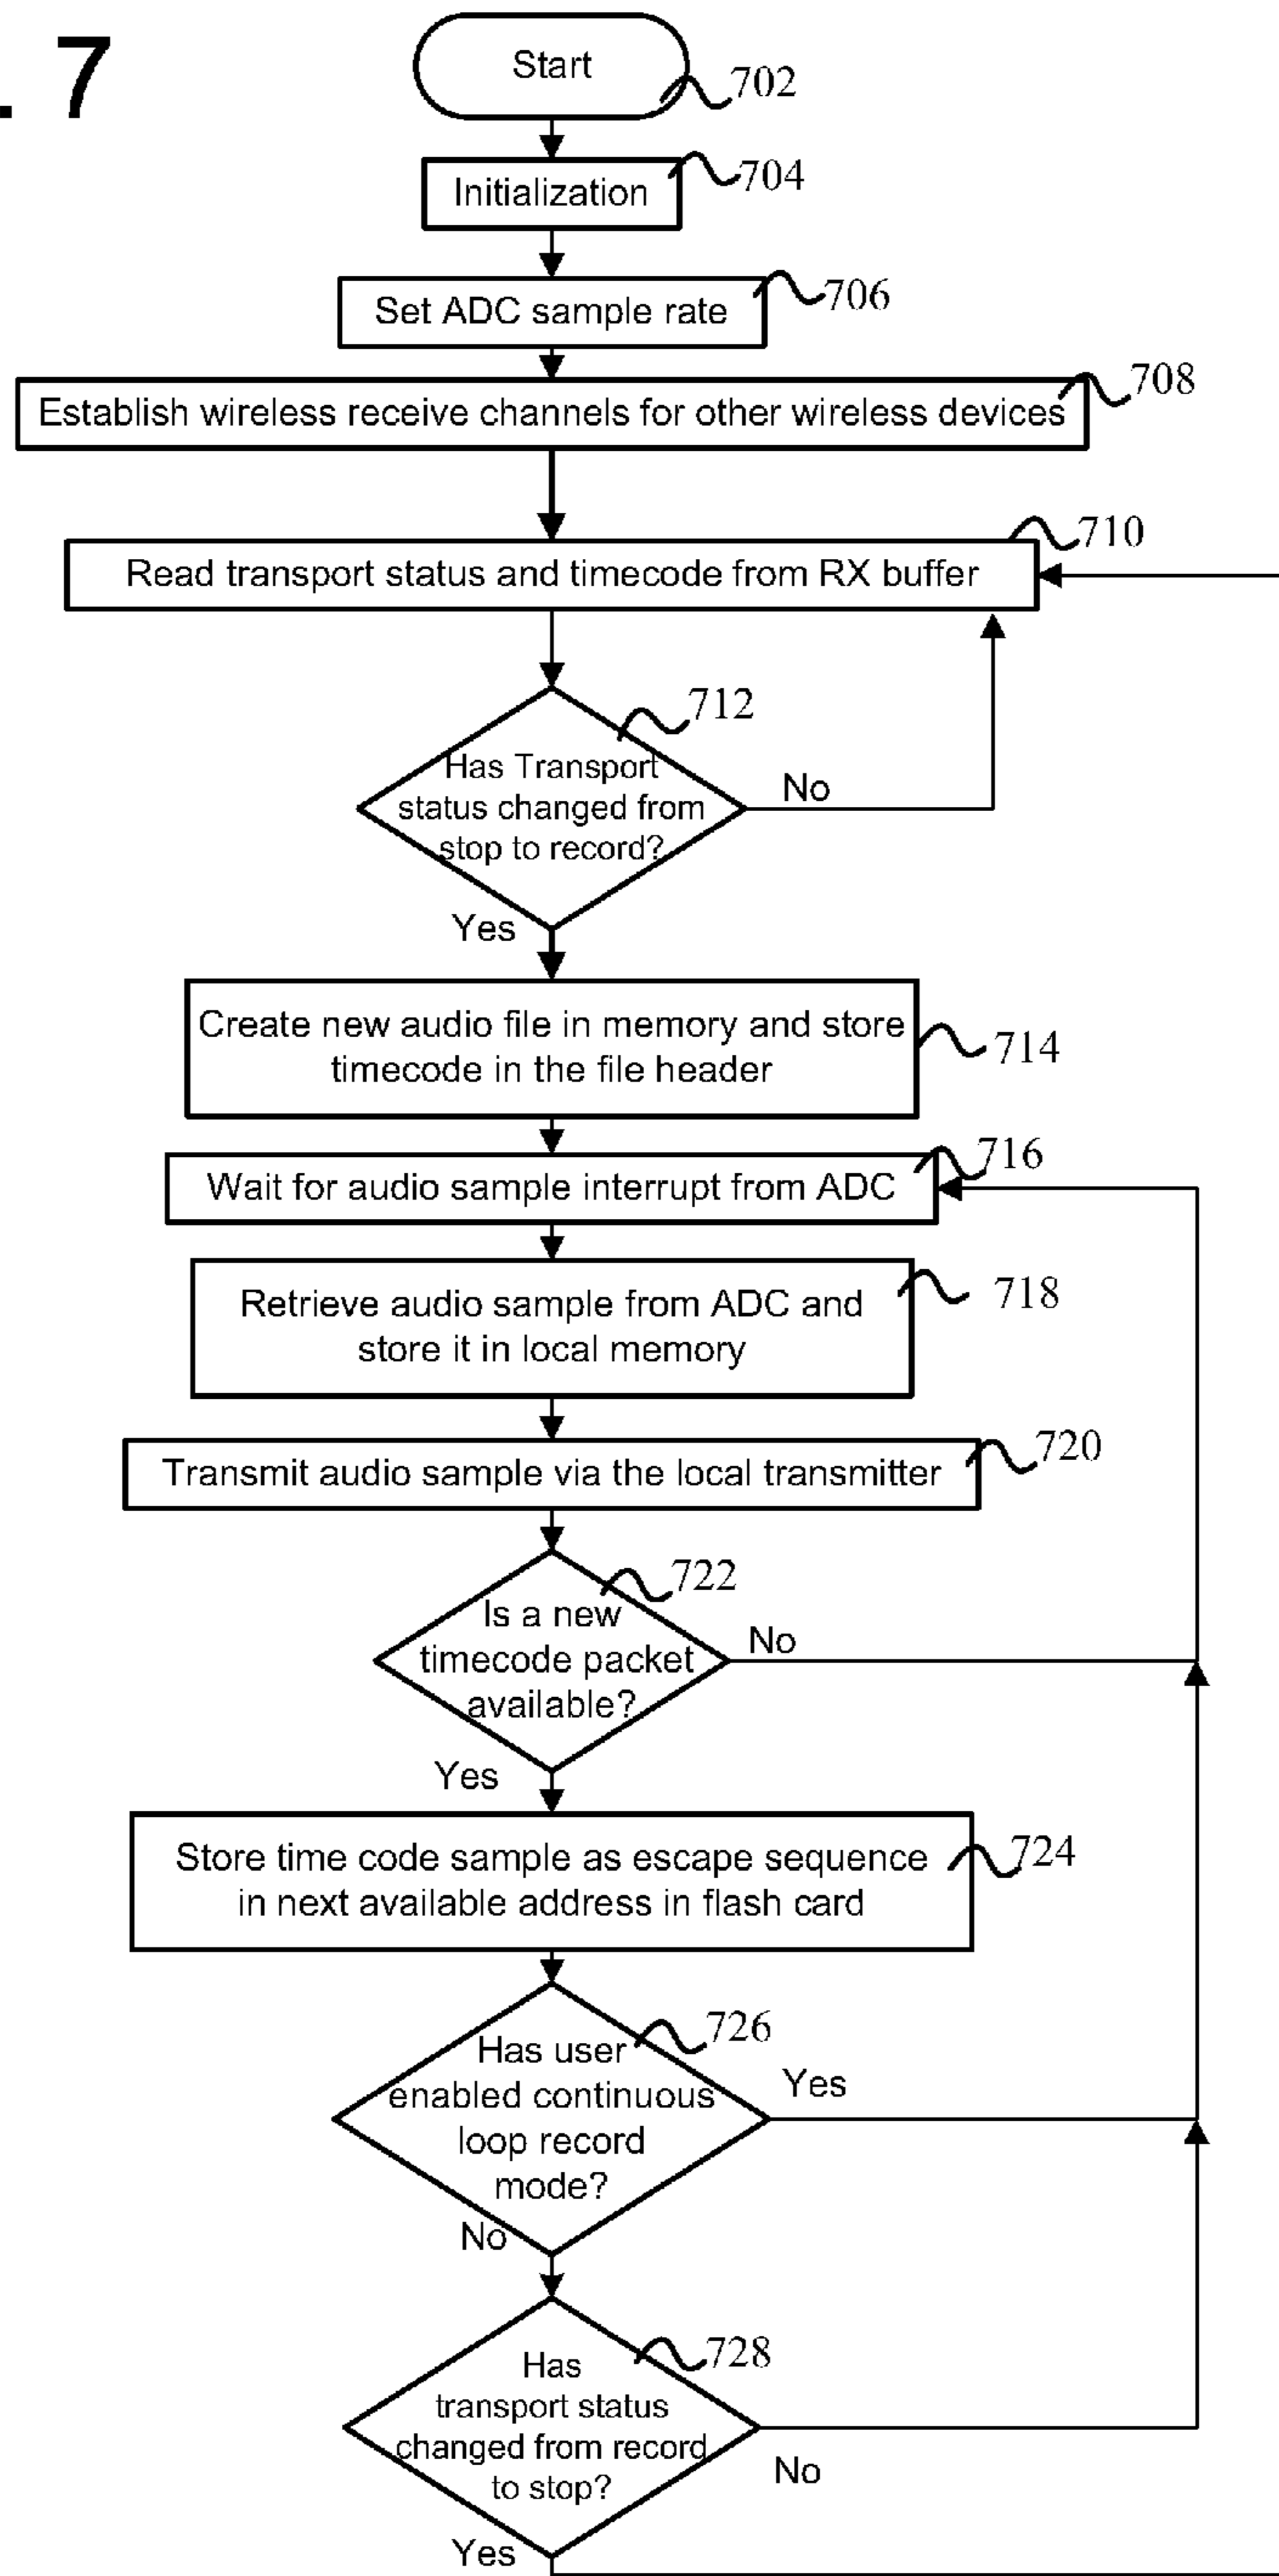 . 7
Start
702
Initialization
704
Set ADC sample rate
706
Establish wireless receive channels for other wireless devices
708
Read transport status and timecode from RX buffer
710
Has Transport
status changed from
stop to record?
712
No
Yes
Create new audio file in memory and store
timecode in the file header
714
Wait for audio sample interrupt from ADC
716
Retrieve audio sample from ADC and
store it in local memory
718
Transmit audio sample via the local transmitter
720
Is a new
timecode packet
available?
722
No
Yes
Store time code sample as escape sequence
in next available address in flash card
724
Has user
enabled continuous
loop record
mode?
726
Yes
No
Has
transport status
changed from record
to stop?
728
No
Yes